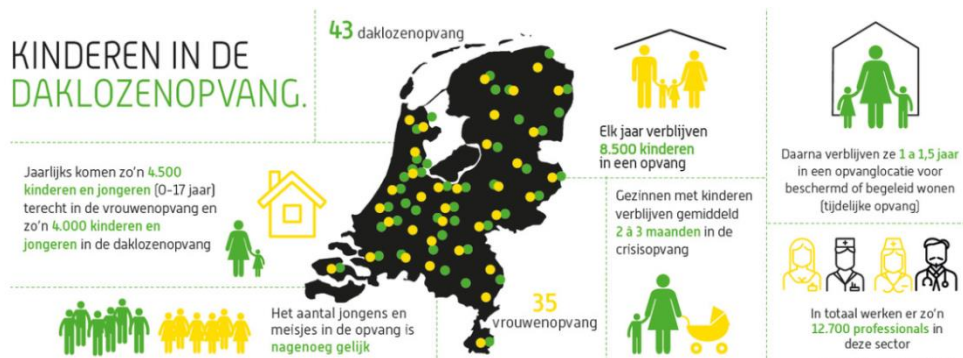 KINDEREN IN DE
DAKLOZENOPVANG.
43 daklozenopvang
Jaarlijks komen zo'n 4.500
kinderen en jongeren (0-17 jaar)
terecht in de vrouwenopvang en
zo'n 4.000 kinderen en
jongeren in de daklozenopvang
Het aantal jongens en
meisjes in de opvang is
nagenoeg gelijk
35
vrouwenopvang
Elk jaar verblijven
8.500 kinderen
in een opvang
Gezinnen met kinderen
verblijven gemiddeld
2 á 3 maanden in de
crisisopvang
Daarna verblijven ze 1 a 1,5 jaar
in een opvanglocatie voor
beschermd of begeleid wonen
(tijdelijke opvang)
In totaal werken er zo'n
12.700 professionals in
deze sector